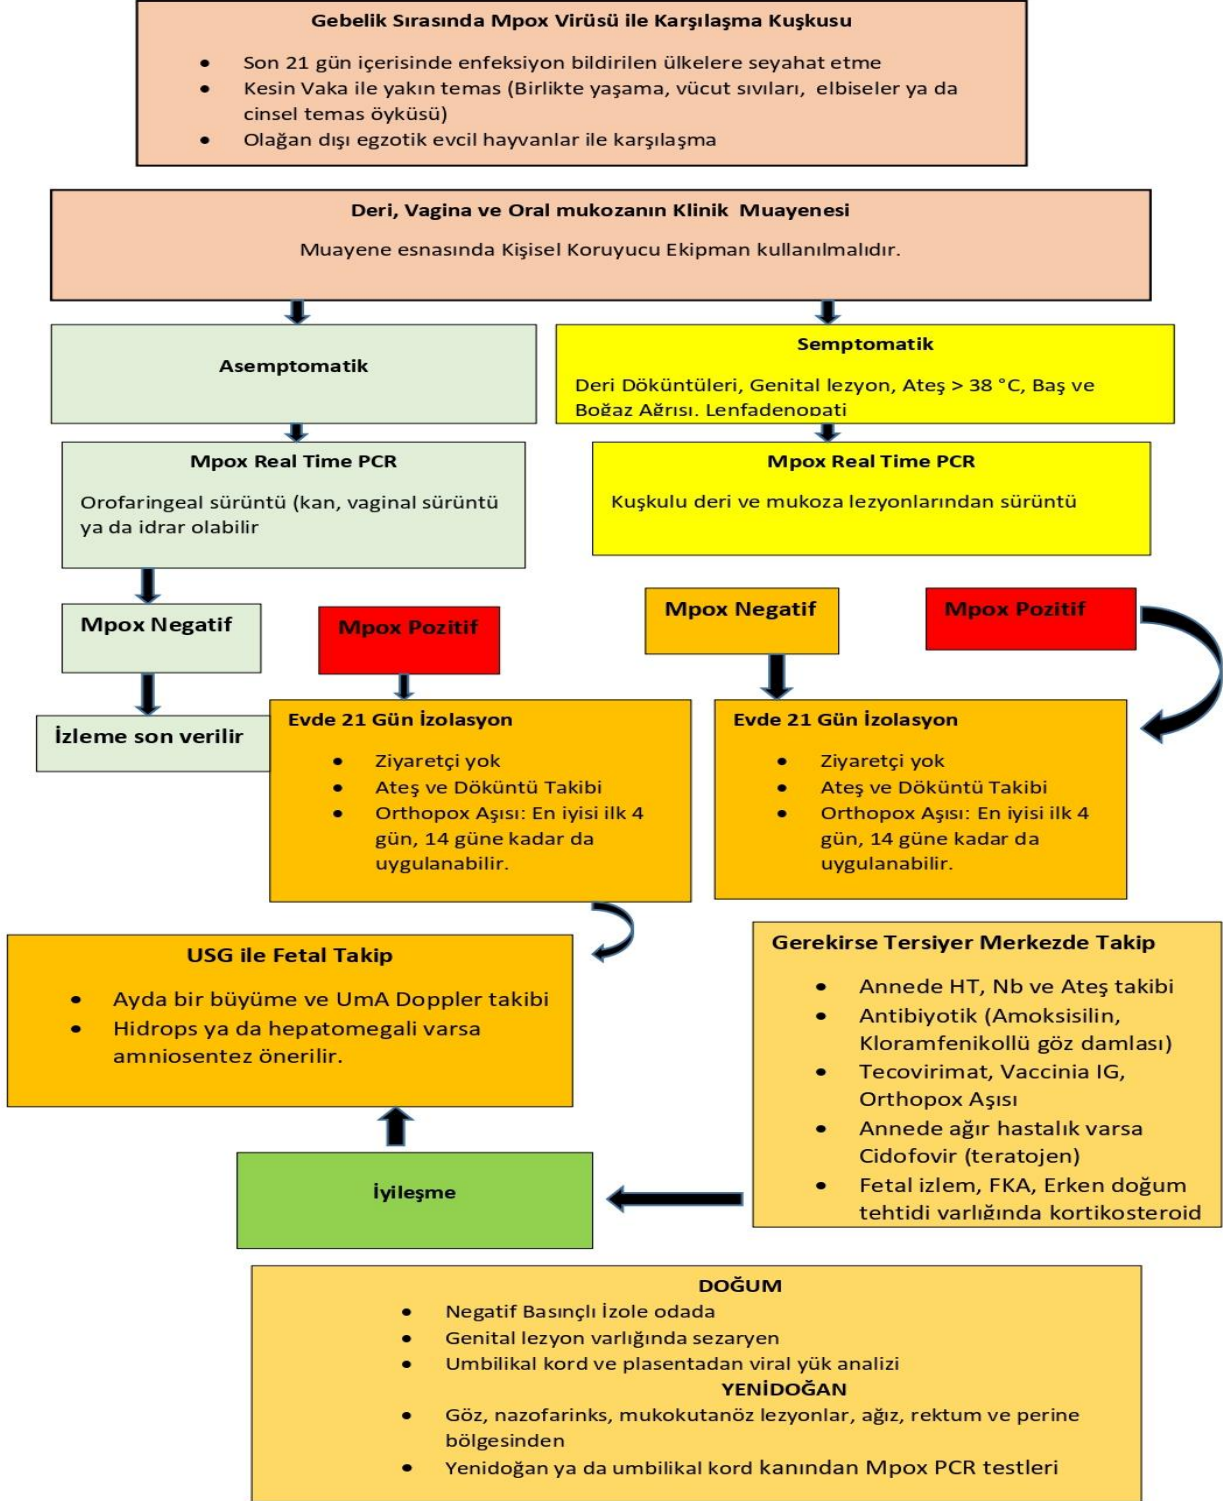 Gebelik Sırasında Mpox Virüsü ile Karşılaşma Kuşkusu
• Son 21 gün içerisinde enfeksiyon bildirilen ülkelere seyahat etme
• Kesin Vaka ile yakın temas (Birlikte yaşama, vücut sıvıları, elbiseler ya da
cinsel temas öyküsü)
• Olağan dışı egzotik evcil hayvanlar ile karşılaşma
Deri, Vagina ve Oral mukozanın Klinik Muayenesi
Muayene esnasında Kişisel Koruyucu Ekipman kullanılmalıdır.
Asemptomatik
Semptomatik
Deri Döküntüleri, Genital lezyon, Ateş > 38 °C, Baş ve
Boğaz Ağrısı, Lenfadenopati
Mpox Real Time PCR
Orofaringeal sürüntü (kan, vaginal sürüntü
ya da idrar olabilir
Mpox Real Time PCR
Kuşkulu deri ve mukoza lezyonlarından sürüntü
Mpox Negatif
Mpox Pozitif
Mpox Negatif
Mpox Pozitif
İzleme son verilir
Evde 21 Gün İzolasyon
• Ziyaretçi yok
• Ateş ve Döküntü Takibi
• Orthopox Aşısı: En iyisi ilk 4
gün, 14 güne kadar da
uygulanabilir.
Evde 21 Gün İzolasyon
• Ziyaretçi yok
• Ateş ve Döküntü Takibi
• Orthopox Aşısı: En iyisi ilk 4
gün, 14 güne kadar da
uygulanabilir.
USG ile Fetal Takip
• Ayda bir büyüme ve UmA Doppler takibi
• Hidrops ya da hepatomegali varsa
amniosentez önerilir.
Gerekirse Tersiyer Merkezde Takip
• Annede HT, Nb ve Ateş takibi
• Antibiyotik (Amoksisilin,
Kloramfenikollü göz damlası)
• Tecovirimat, Vaccinia IG,
Orthopox Aşısı
• Annede ağır hastalık varsa
Cidofovir (teratojen)
• Fetal izlem, FKA, Erken doğum
tehtidi varlığında kortikosteroid
İyileşme
DOĞUM
• Negatif Basınçlı İzole odada
• Genital lezyon varlığında sezaryen
• Umbilikal kord ve plasentadan viral yük analizi
YENİDOĞAN
• Göz, nazofarinks, mukokutanöz lezyonlar, ağız, rektum ve perine
bölgesinden
• Yenidoğan ya da umbilikal kord kanından Mpox PCR testleri